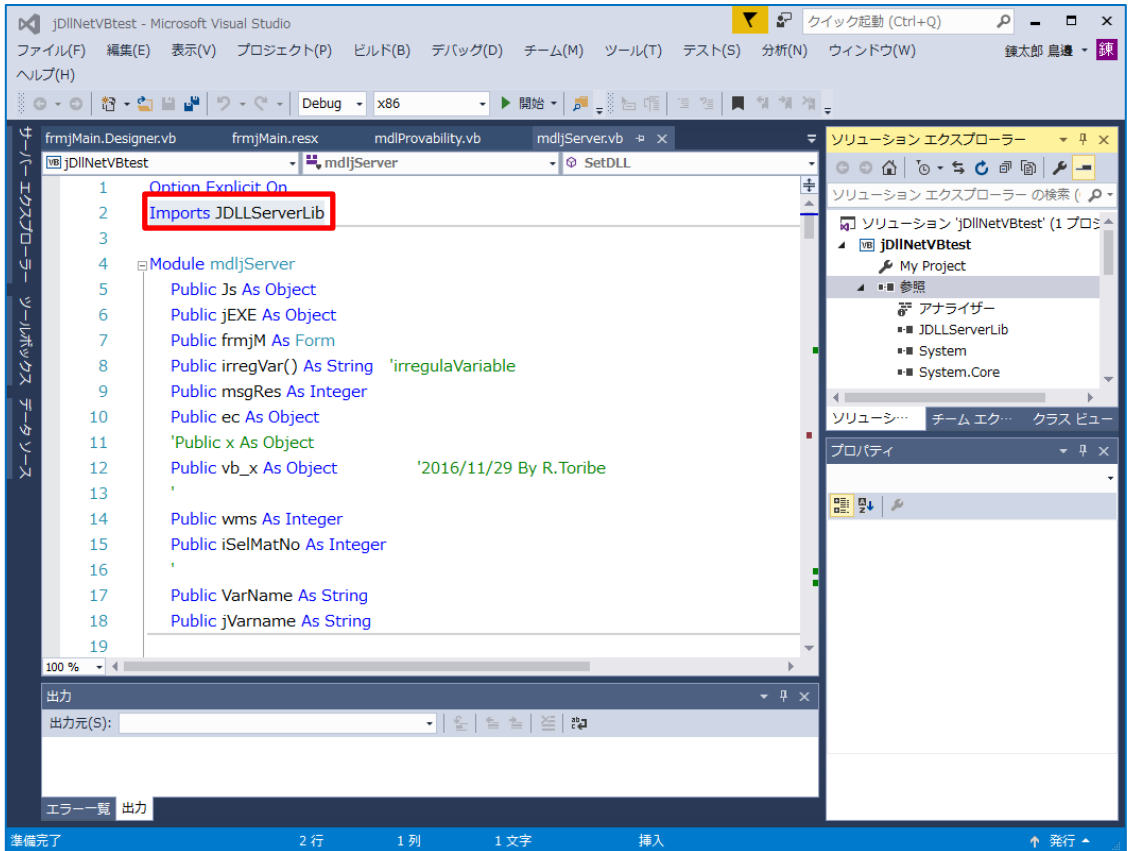 jDllNetVBtest - Microsoft Visual Studio
クイック起動 (Ctrl+Q)
ファイル(F) 編集(E) 表示(V) プロジェクト(P) ビルド(B) デバッグ(D) チーム(M) ツール(T) テスト(S) 分析(N) ウィンドウ(W) 錬太郎 鳥邊 錬
ヘルプ(H)
Debug x86 開始
サーバー エクスプローラー
ツールボックス
データ ソース
frmjMain.Designer.vb frmjMain.resx mdlProvability.vb mdljServer.vb
VB jDllNetVBtest mdljServer SetDLL
1 Option Explicit On
2 Imports JDLLServerLib
3
4 Module mdljServer
5 Public Js As Object
6 Public jEXE As Object
7 Public frmjM As Form
8 Public irregVar() As String 'irregulaVariable
9 Public msgRes As Integer
10 Public ec As Object
11 'Public x As Object
12 Public vb_x As Object '2016/11/29 By R.Toribe
13 '
14 Public wms As Integer
15 Public iSelMatNo As Integer
16 '
17 Public VarName As String
18 Public jVarname As String
19
100 %
出力
出力元(S):
エラー一覧 出力
ソリューション エクスプローラー
ソリューション エクスプローラー の検索 (
ソリューション 'jDllNetVBtest' (1 プロジ
VB jDllNetVBtest
My Project
参照
アナライザー
JDLLServerLib
System
System.Core
ソリューシ… チーム エク… クラス ビュー
プロパティ
準備完了 2 行 1 列 1 文字 挿入 発行